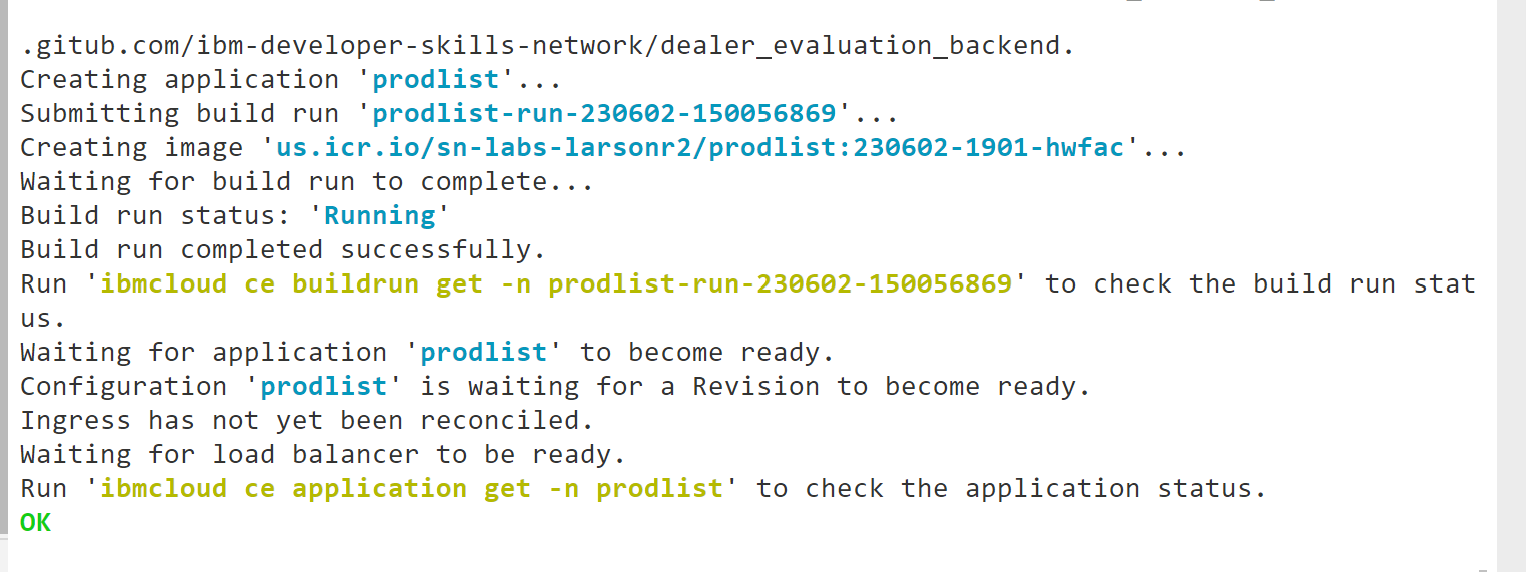 .gitub.com/ibm-developer-skills-network/dealer_evaluation_backend.
Creating application 'prodlist'...
Submitting build run 'prodlist-run-230602-150056869'...
Creating image 'us.icr.io/sn-labs-larsonr2/prodlist:230602-1901-hwfac'...
Waiting for build run to complete...
Build run status: 'Running'
Build run completed successfully.
Run 'ibmcloud ce buildrun get -n prodlist-run-230602-150056869' to check the build run stat
us.
Waiting for application 'prodlist' to become ready.
Configuration 'prodlist' is waiting for a Revision to become ready.
Ingress has not yet been reconciled.
Waiting for load balancer to be ready.
Run 'ibmcloud ce application get -n prodlist' to check the application status.
OK